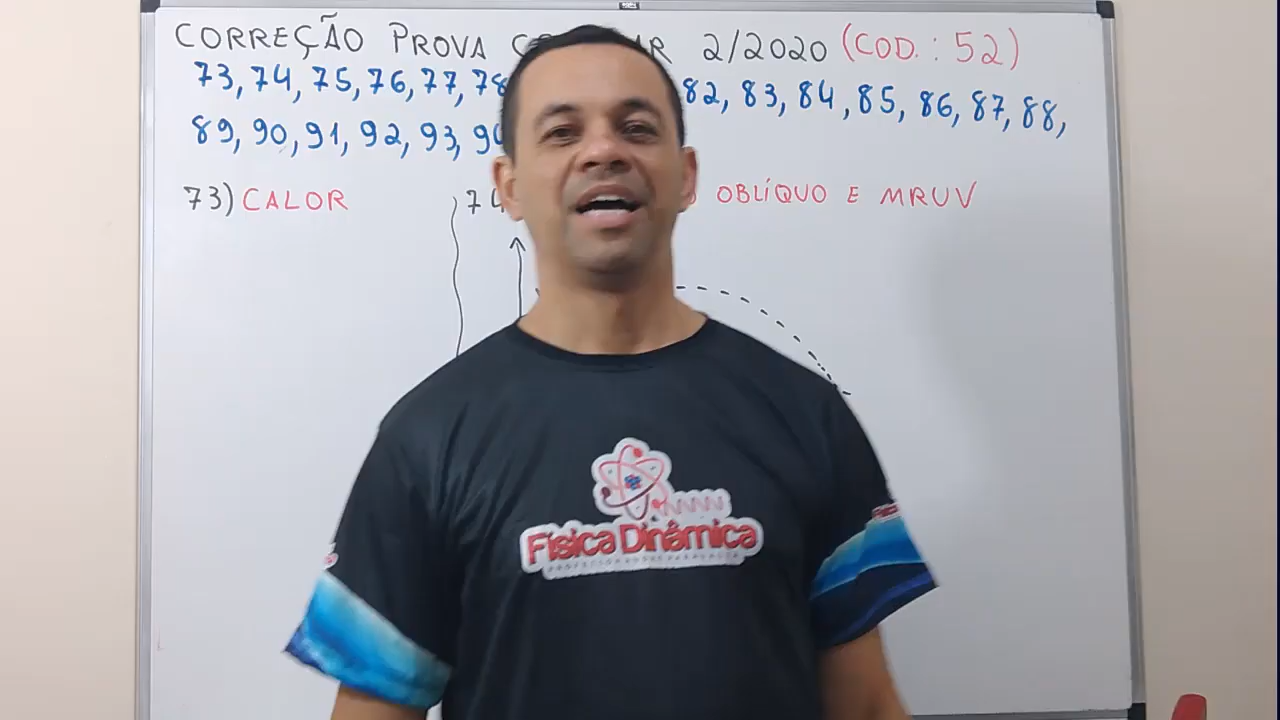 CORREÇÃO PROVA 2/2020 (COD.: 52)
73, 74, 75, 76, 77, 78 82, 83, 84, 85, 86, 87, 88,
89, 90, 91, 92, 93,
73) CALOR OBLÍQUO E MRUV
Física Dinâmica